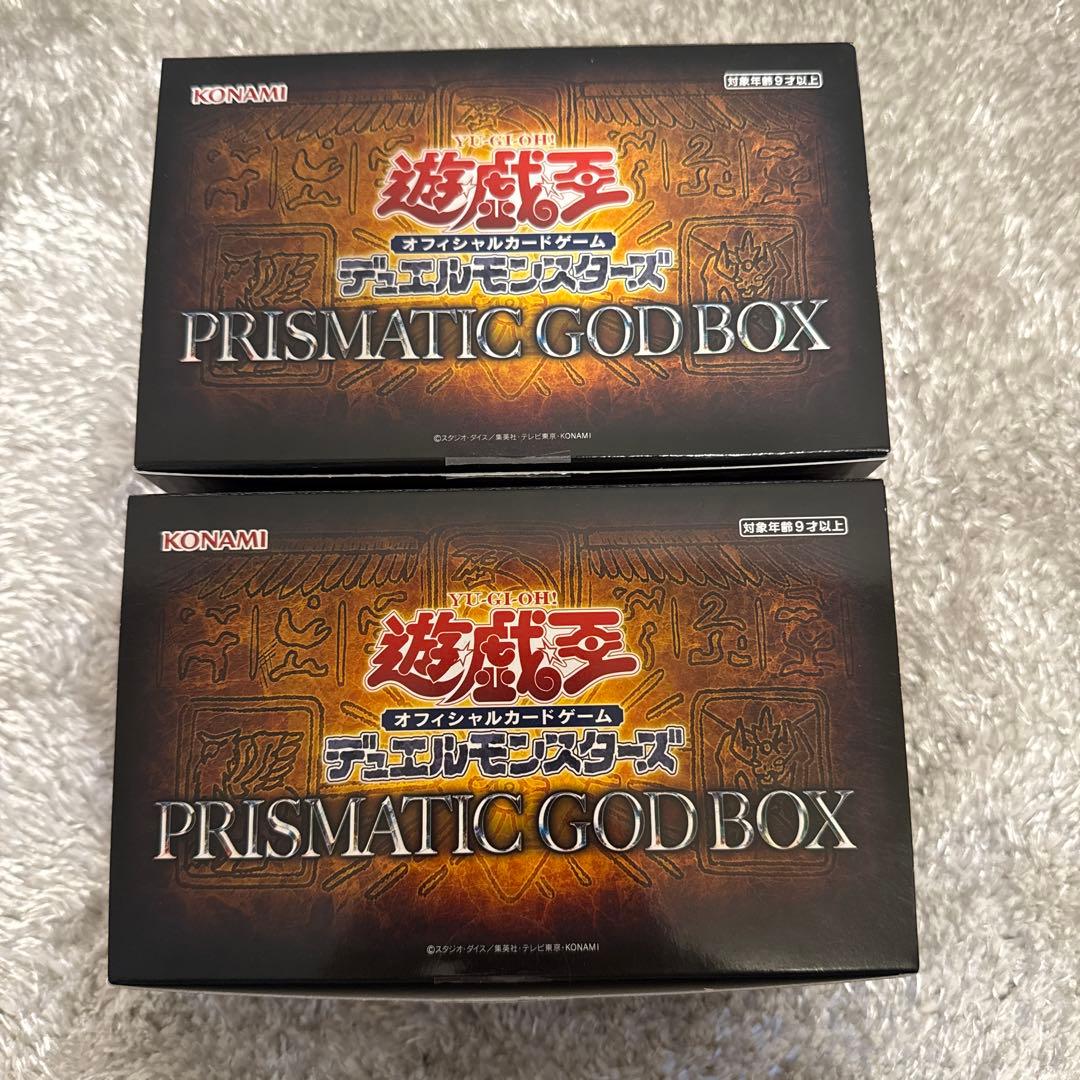 KONAMI
対象年齢9才以上
YU-GI-OH!
遊戯王
オフィシャルカードゲーム
デュエルモンスターズ
PRISMATIC GOD BOX
©スタジオ・ダイス/集英社・テレビ東京・KONAMI
KONAMI
対象年齢9才以上
YU-GI-OH!
遊戯王
オフィシャルカードゲーム
デュエルモンスターズ
PRISMATIC GOD BOX
©スタジオ・ダイス/集英社・テレビ東京・KONAMI